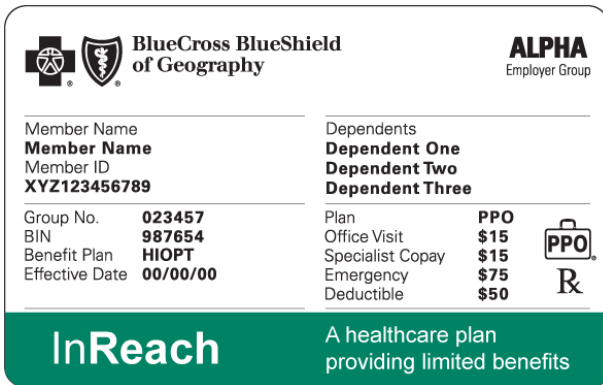 BlueCross BlueShield
of Geography
ALPHA
Employer Group
Member Name
Member Name
Member ID
XYZ123456789
Dependents
Dependent One
Dependent Two
Dependent Three
Group No. 023457
BIN 987654
Benefit Plan HIOPT
Effective Date 00/00/00
Plan PPO
Office Visit $15
Specialist Copay $15
Emergency $75
Deductible $50
PPO
℞
InReach
A healthcare plan
providing limited benefits